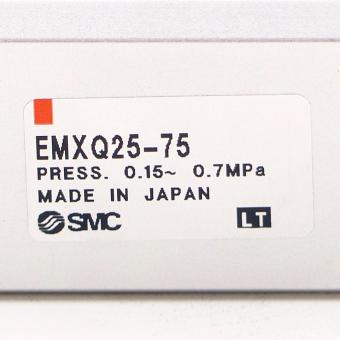 EMXQ25-75
PRESS. 0.15~ 0.7MPa
MADE IN JAPAN
SMC LT